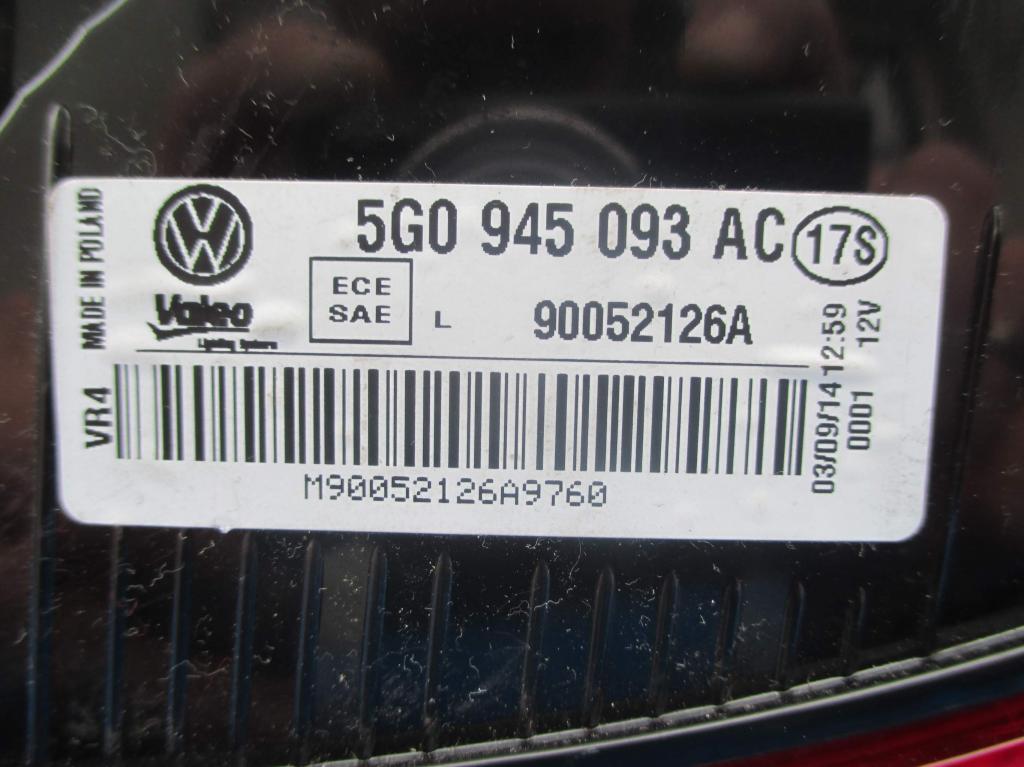 MADE IN POLAND
VW
5G0 945 093 AC 17S
Valeo
ECE
SAE
L 90052126A
VR4
M90052126A9760
03/09/14 12:59
0001 12V